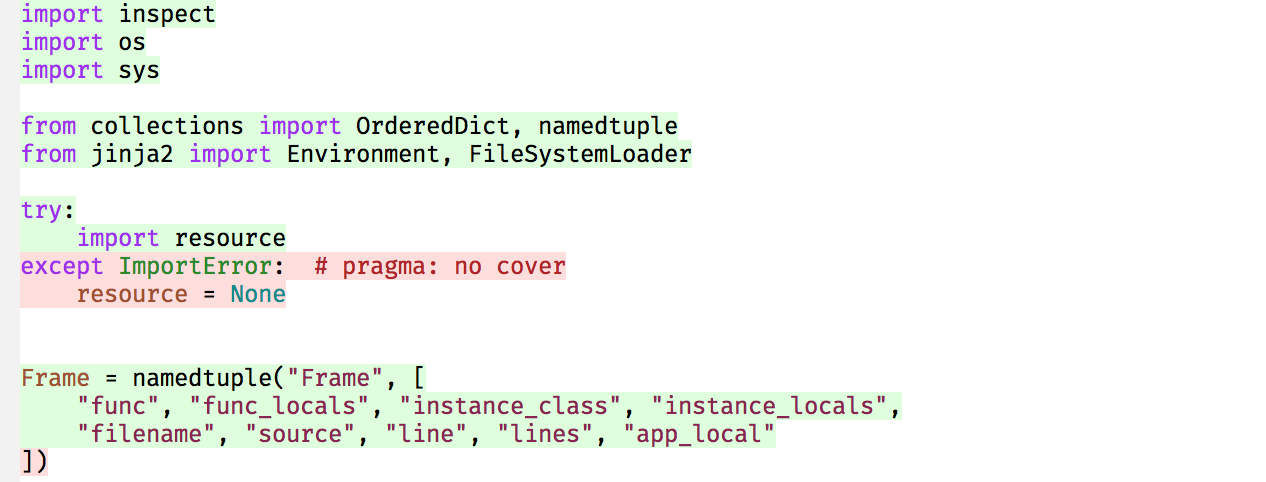 import inspect
import os
import sys

from collections import OrderedDict, namedtuple
from jinja2 import Environment, FileSystemLoader

try:
    import resource
except ImportError:  # pragma: no cover
    resource = None


Frame = namedtuple("Frame", [
    "func", "func_locals", "instance_class", "instance_locals",
    "filename", "source", "line", "lines", "app_local"
])